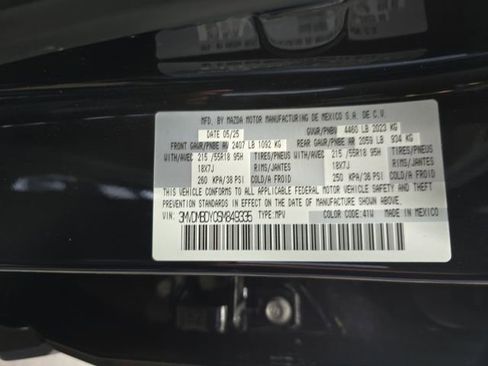 MFD. BY MAZDA MOTOR MANUFACTURING DE MEXICO S.A. DE C.V.
DATE 05/25 GVWR/PNBV 4460 LB 2023 KG
FRONT GAWR/PNBE AV 2407 LB 1092 KG REAR GAWR/PNBE AR 2059 LB 934 KG
WITH/AVEC 215 /55R18 95H TIRES/PNEUS WITH/AVEC 215 /55R18 95H TIRES/PNEUS
18X7J RIMS/JANTES 18X7J RIMS/JANTES
260 KPA/38 PSI COLD/A FROID 250 KPA/36 PSI COLD/A FROID
THIS VEHICLE CONFORMS TO ALL APPLICABLE FEDERAL MOTOR VEHICLE SAFETY AND THEFT
PREVENTION STANDARDS IN EFFECT ON THE DATE OF MANUFACTURE SHOWN ABOVE.
VIN: TYPE: MPV COLOR: 41W MADE IN MEXICO